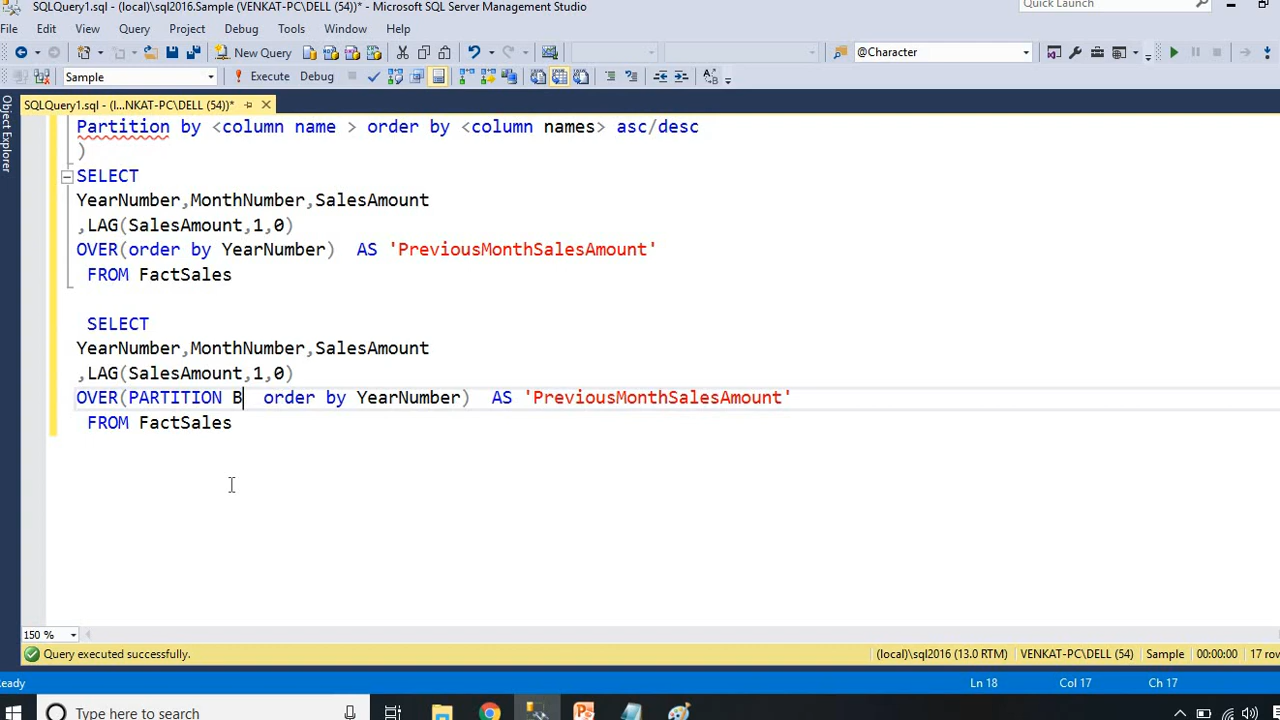 SQLQuery1.sql - (local)\sql2016.Sample (VENKAT-PC\DELL (54))* - Microsoft SQL Server Management Studio
Quick Launch
File Edit View Query Project Debug Tools Window Help
New Query @Character
Sample Execute Debug
SQLQuery1.sql - (l...NKAT-PC\DELL (54))*
Object Explorer
Partition by <column name > order by <column names> asc/desc
)
SELECT
YearNumber,MonthNumber,SalesAmount
,LAG(SalesAmount,1,0)
OVER(order by YearNumber) AS 'PreviousMonthSalesAmount'
FROM FactSales
SELECT
YearNumber,MonthNumber,SalesAmount
,LAG(SalesAmount,1,0)
OVER(PARTITION B order by YearNumber) AS 'PreviousMonthSalesAmount'
FROM FactSales
150 %
Query executed successfully. (local)\sql2016 (13.0 RTM) VENKAT-PC\DELL (54) Sample 00:00:00 17 rov
eady Ln 18 Col 17 Ch 17
Type here to search